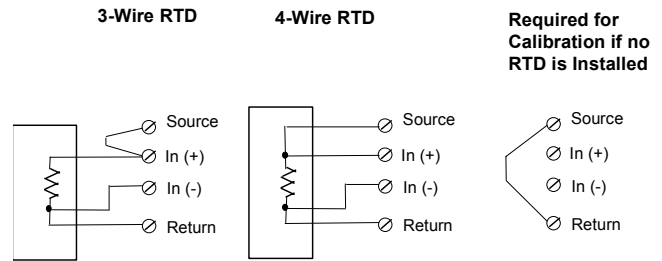 3-Wire RTD
4-Wire RTD
Required for
Calibration if no
RTD is Installed
Source
In (+)
In (-)
Return
Source
In (+)
In (-)
Return
Source
In (+)
In (-)
Return